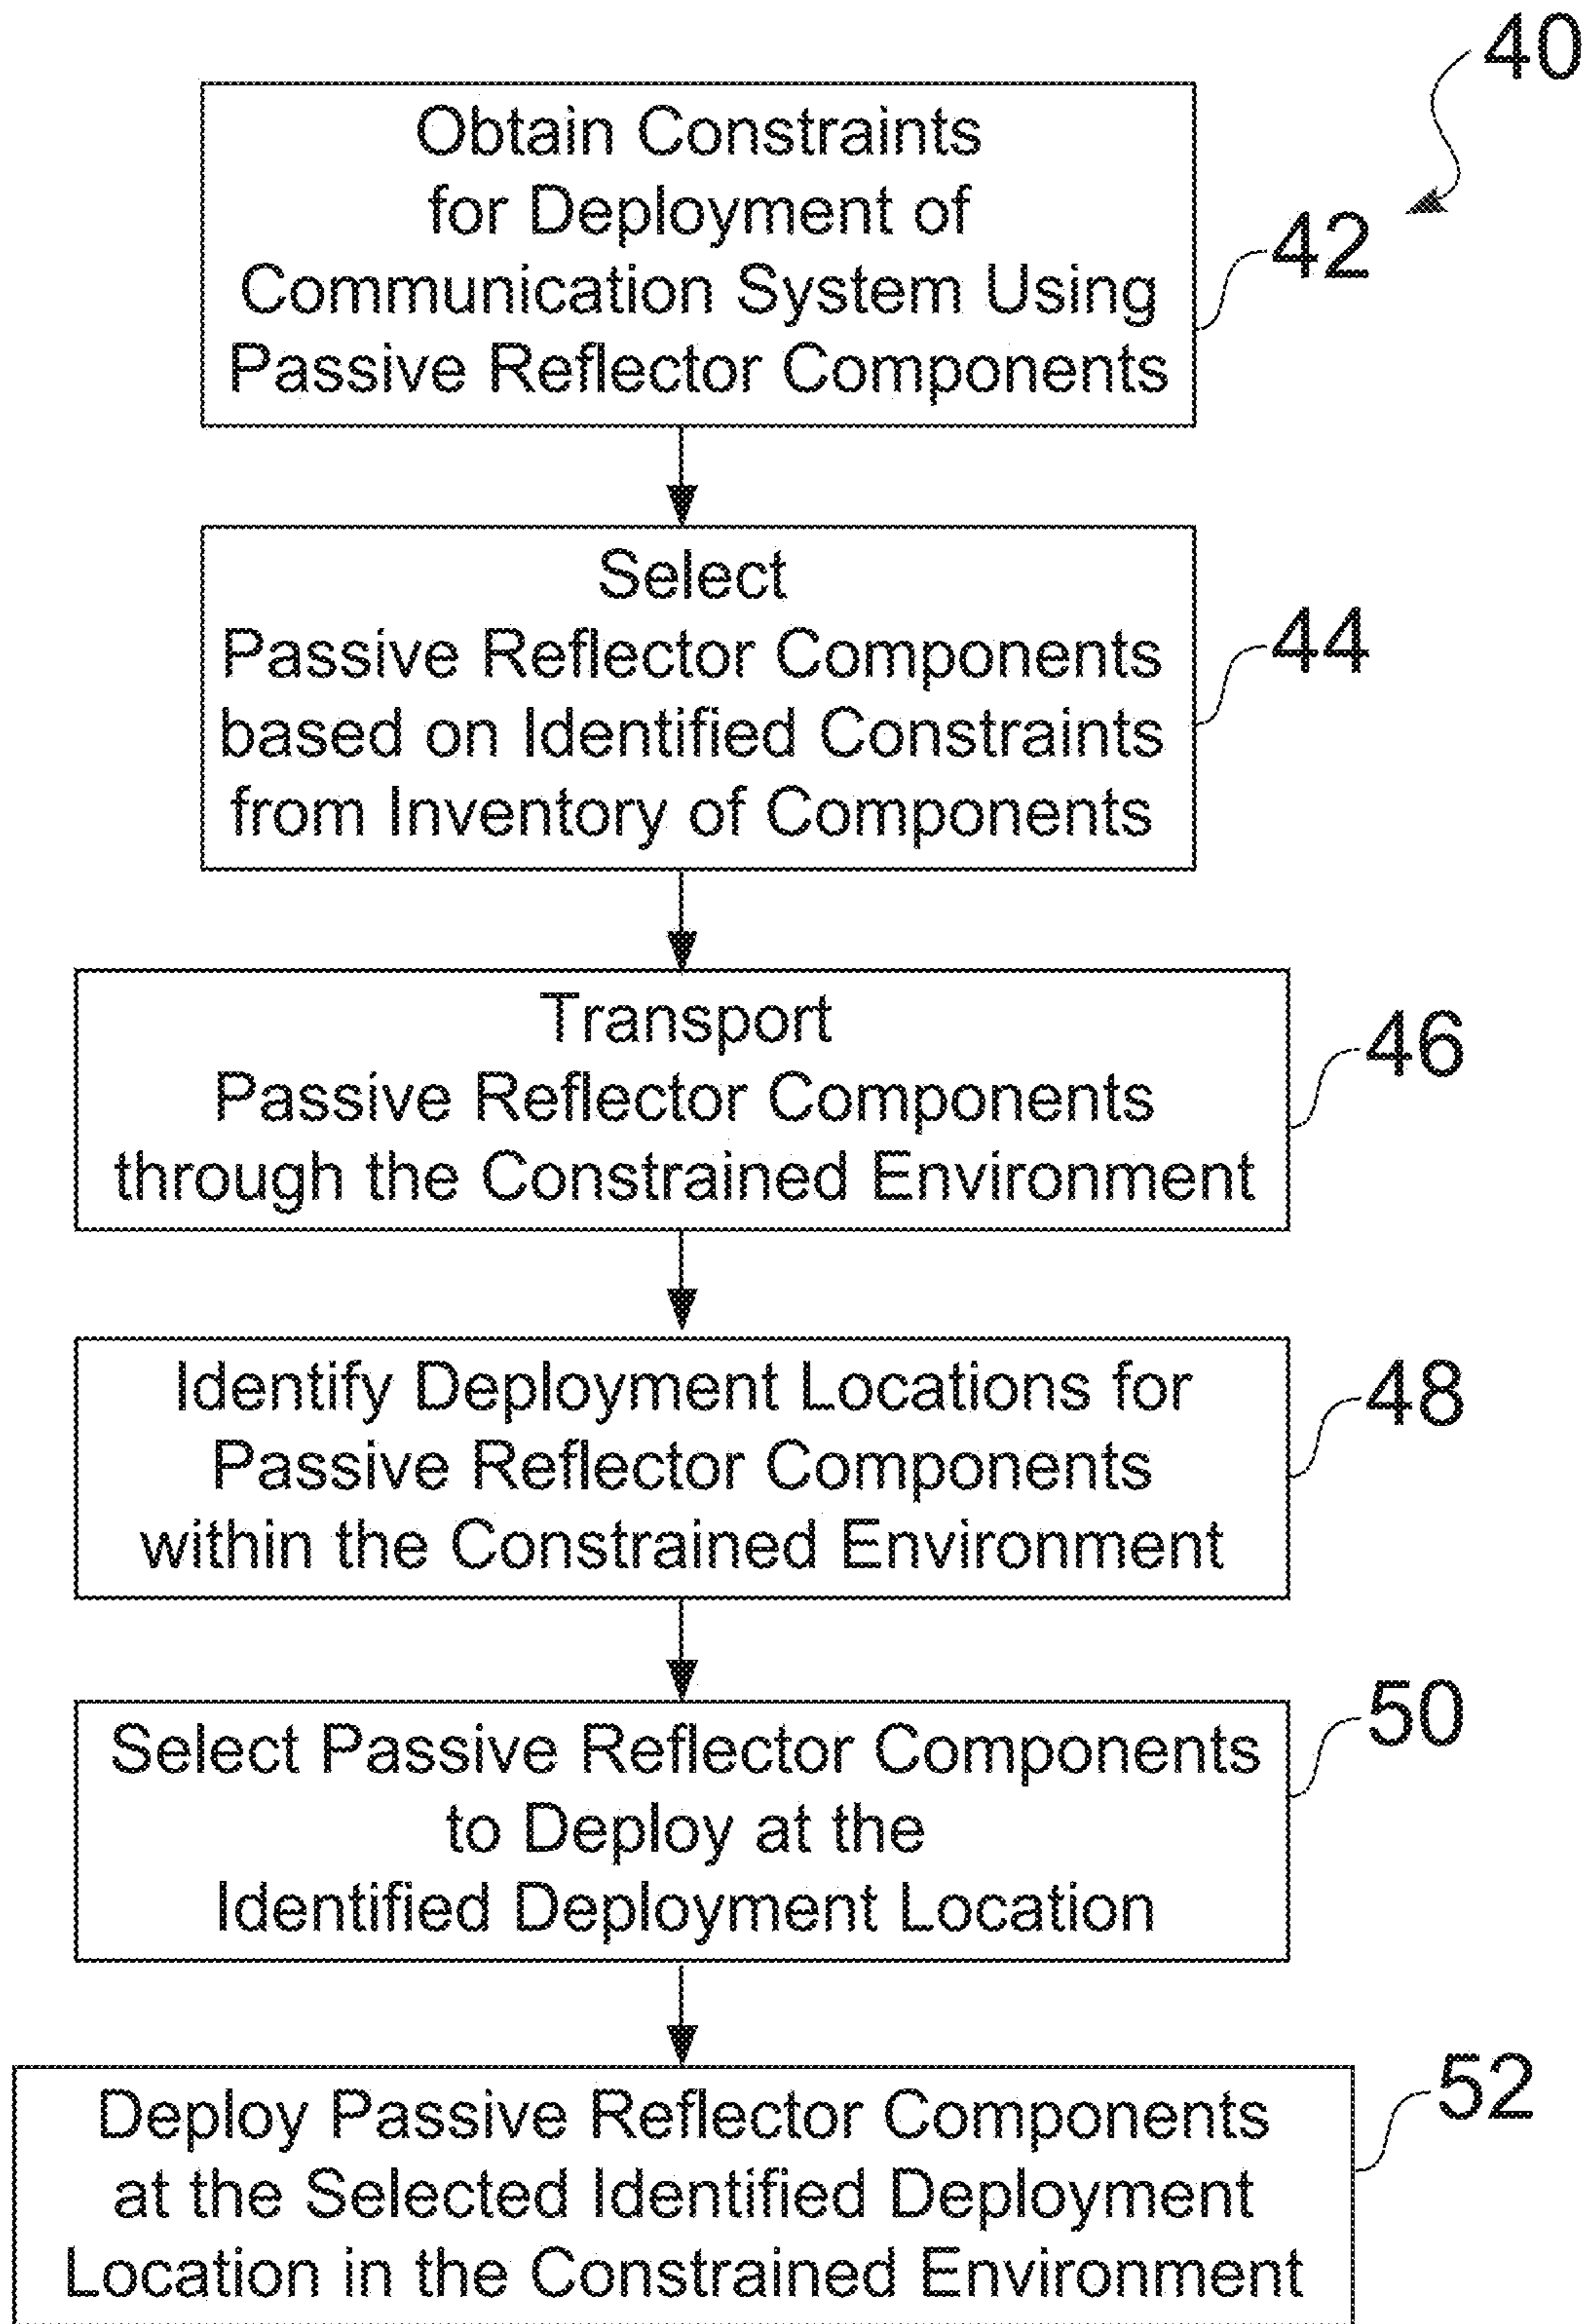 40
Obtain Constraints
for Deployment of
Communication System Using
Passive Reflector Components
42
Select
Passive Reflector Components
based on Identified Constraints
from Inventory of Components
44
Transport
Passive Reflector Components
through the Constrained Environment
46
Identify Deployment Locations for
Passive Reflector Components
within the Constrained Environment
48
Select Passive Reflector Components
to Deploy at the
Identified Deployment Location
50
Deploy Passive Reflector Components
at the Selected Identified Deployment
Location in the Constrained Environment
52